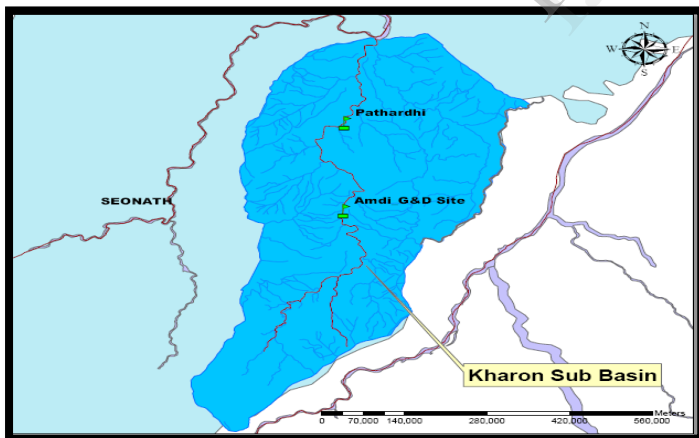 N
W E
S
Pathardhi
SEONATH
Amdi_G&D Site
Kharon Sub Basin
Meters
0 70,000 140,000 280,000 420,000 560,000